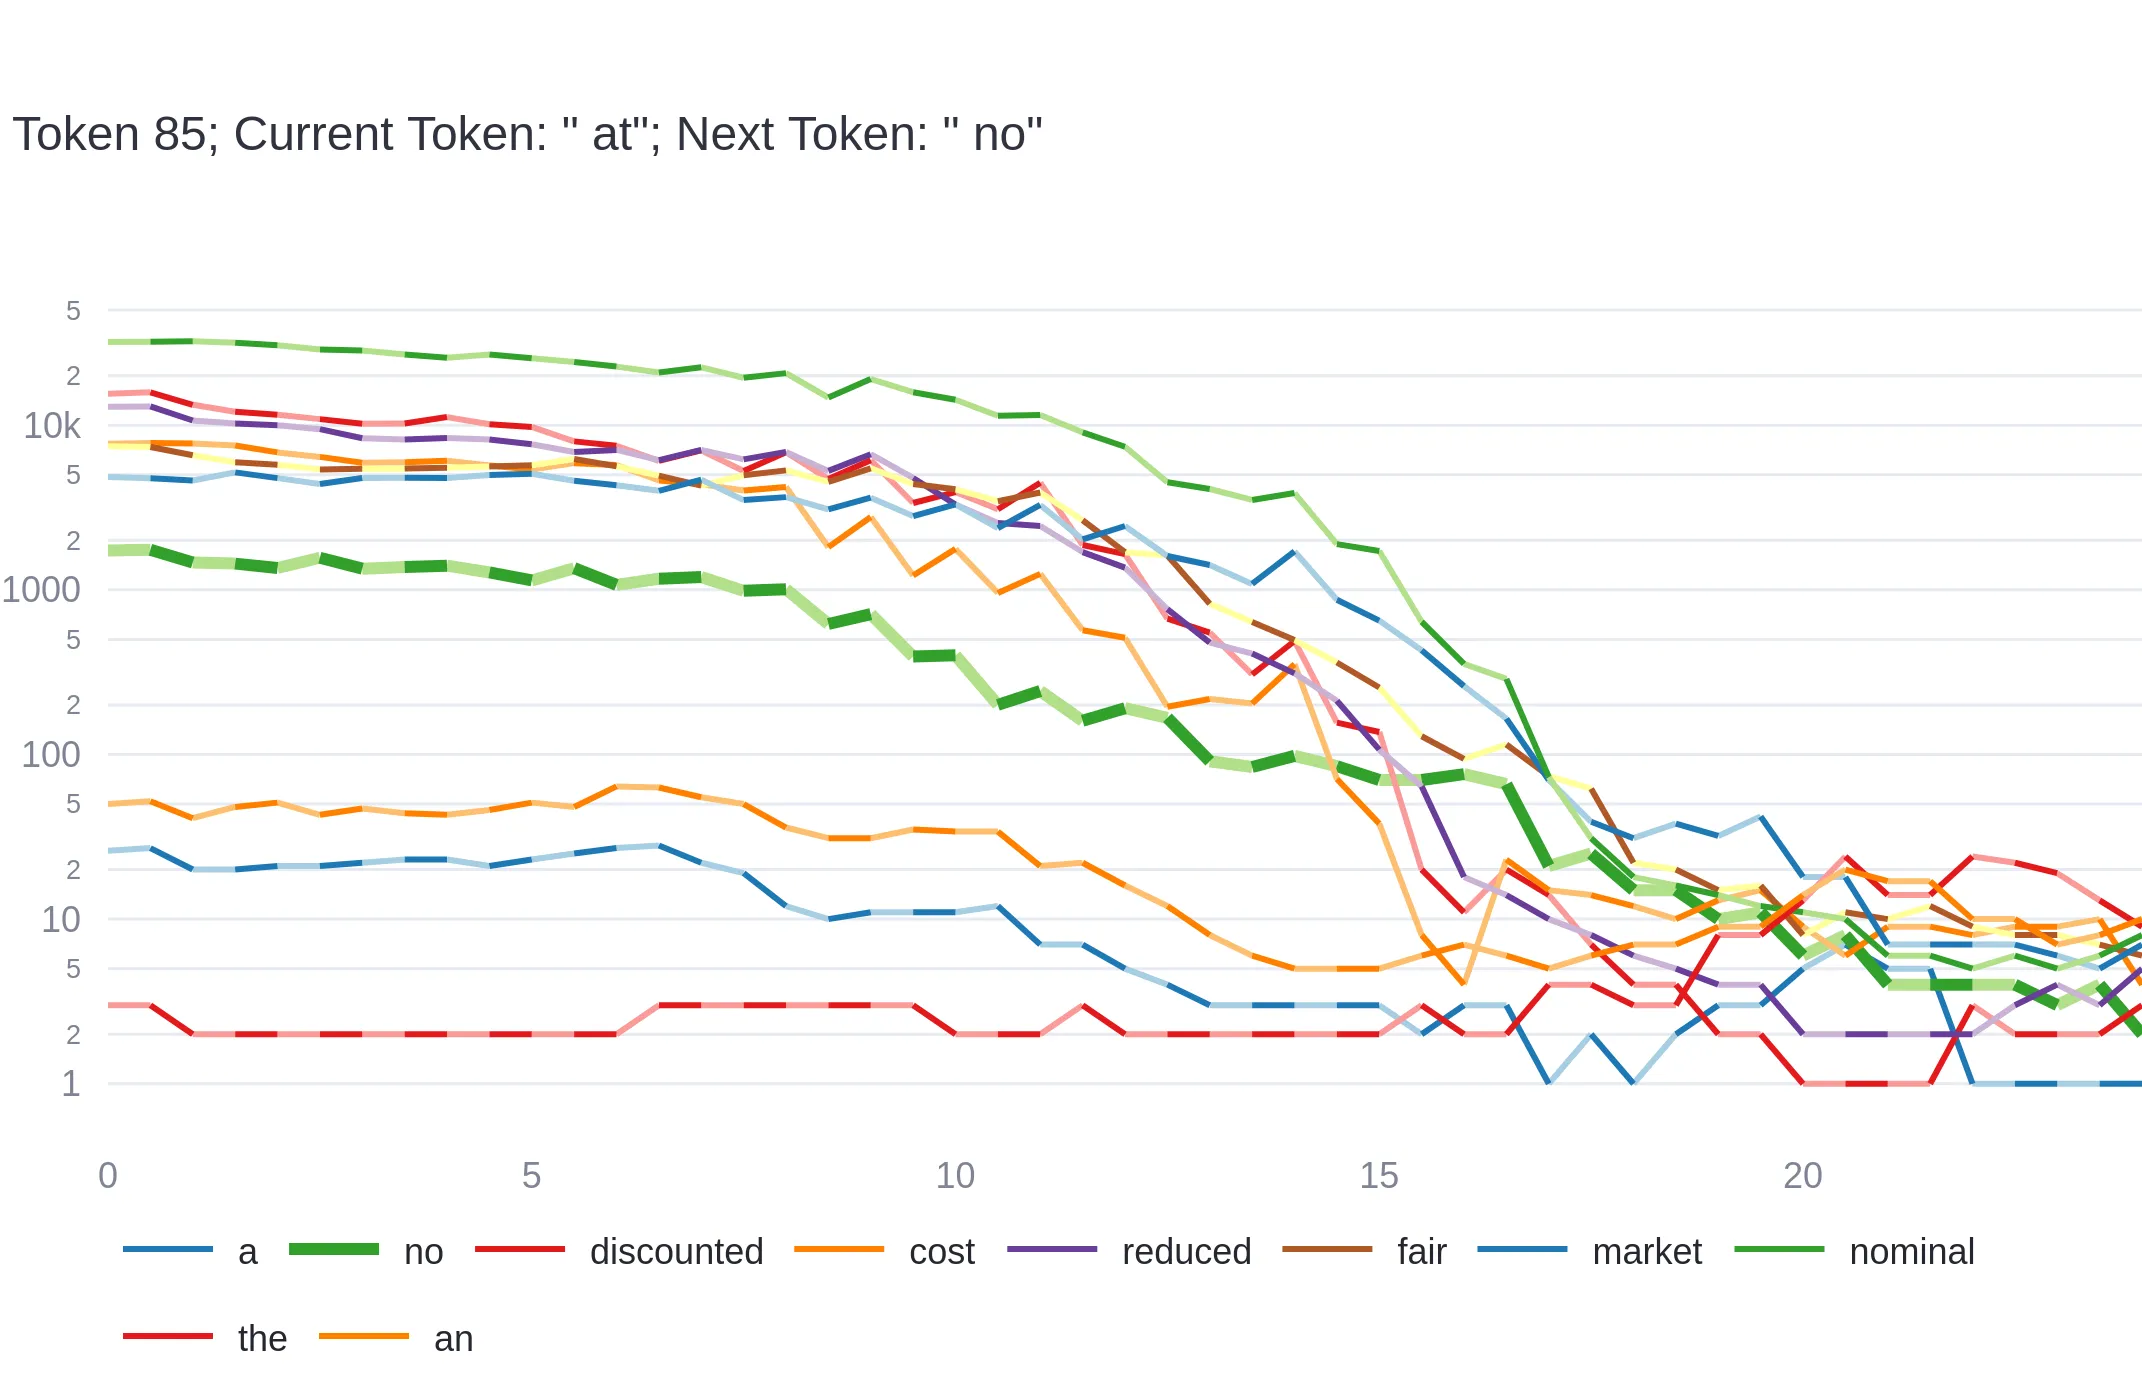 Token 85; Current Token: " at"; Next Token: " no"
5
2
10k
5
2
1000
5
2
100
5
2
10
5
2
1
0 5 10 15 20
a no discounted cost reduced fair market nominal
the an